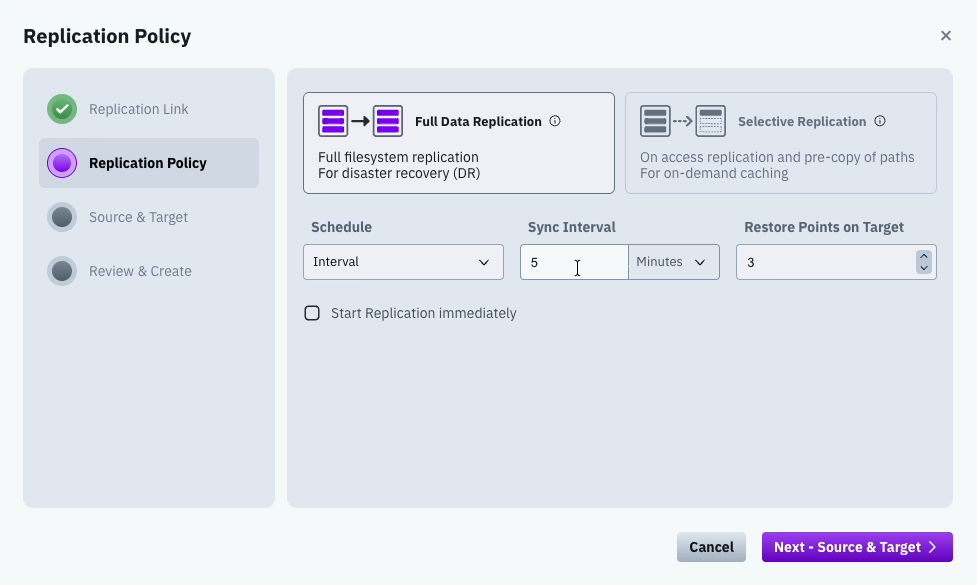 Replication Policy
Replication Link
Replication Policy
Source & Target
Review & Create
Full Data Replication
Full filesystem replication
For disaster recovery (DR)
Selective Replication
On access replication and pre-copy of paths
For on-demand caching
Schedule
Interval
Sync Interval
5 Minutes
Restore Points on Target
3
Start Replication immediately
Cancel
Next - Source & Target